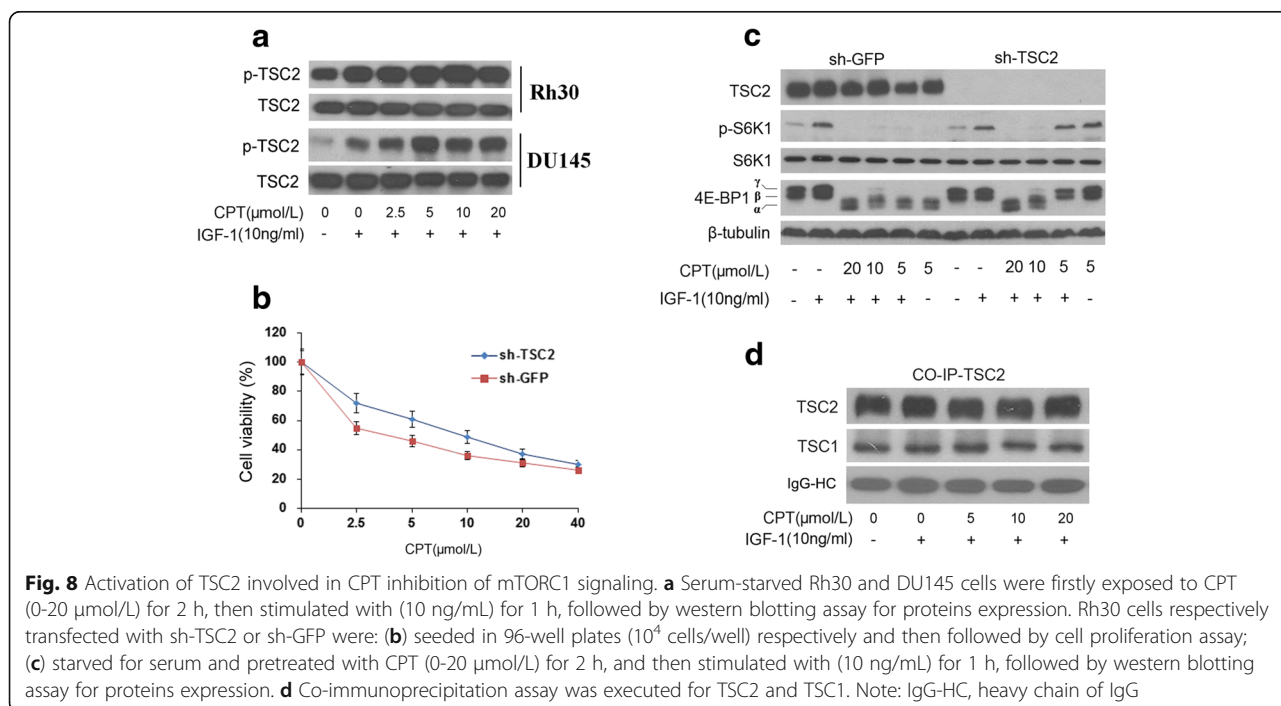 a
p-TSC2
TSC2
Rh30
p-TSC2
TSC2
DU145
CPT(μmol/L) 0 0 2.5 5 10 20
IGF-1(10ng/ml) - + + + + +
b
120
100
80
60
40
20
0
Cell viability (%)
sh-TSC2
sh-GFP
0 2.5 5 10 20 40
CPT(μmol/L)
c
sh-GFP sh-TSC2
TSC2
p-S6K1
S6K1
4E-BP1 γ β α
β-tubulin
CPT(μmol/L) - - 20 10 5 5 - - 20 10 5 5
IGF-1(10ng/ml) - + + + + - - + + + + -
d
CO-IP-TSC2
TSC2
TSC1
IgG-HC
CPT(μmol/L) 0 0 5 10 20
IGF-1(10ng/ml) - + + + +
Fig. 8 Activation of TSC2 involved in CPT inhibition of mTORC1 signaling. a Serum-starved Rh30 and DU145 cells were firstly exposed to CPT
(0-20 μmol/L) for 2 h, then stimulated with (10 ng/mL) for 1 h, followed by western blotting assay for proteins expression. Rh30 cells respectively
transfected with sh-TSC2 or sh-GFP were: (b) seeded in 96-well plates (10⁴ cells/well) respectively and then followed by cell proliferation assay;
(c) starved for serum and pretreated with CPT (0-20 μmol/L) for 2 h, and then stimulated with (10 ng/mL) for 1 h, followed by western blotting
assay for proteins expression. d Co-immunoprecipitation assay was executed for TSC2 and TSC1. Note: IgG-HC, heavy chain of IgG